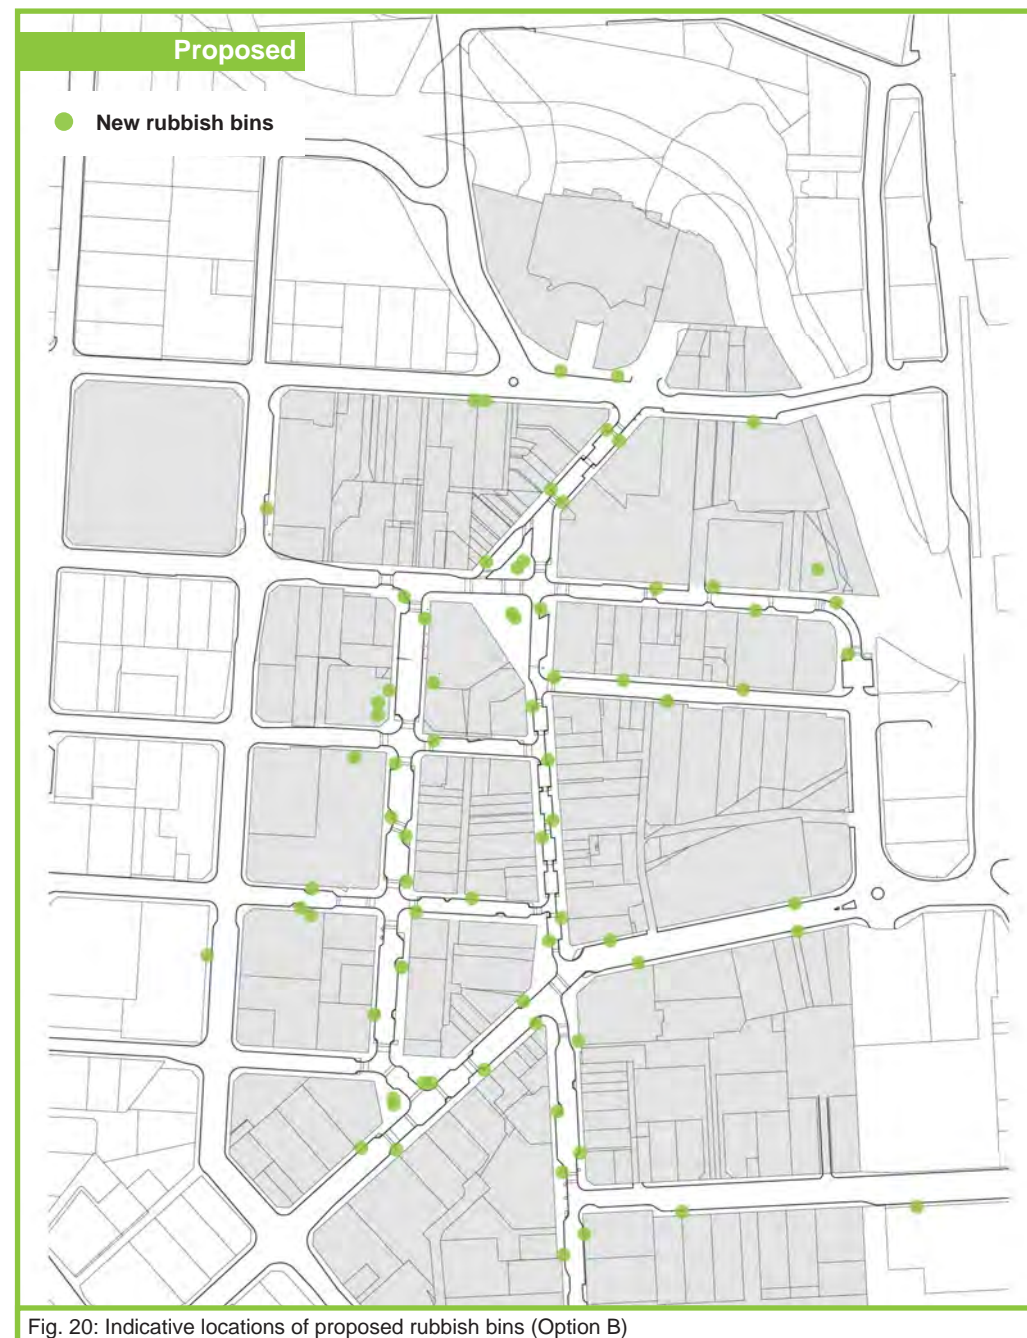 Proposed
New rubbish bins
Fig. 20: Indicative locations of proposed rubbish bins (Option B)